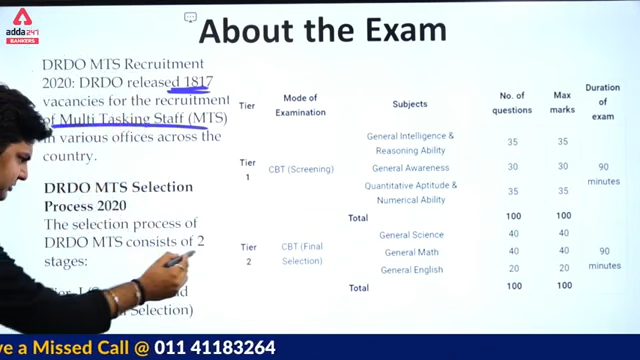 adda247
BANKERS
About the Exam
DRDO MTS Recruitment
2020: DRDO released 1817
vacancies for the recruitment
of Multi Tasking Staff (MTS)
in various offices across the
country.
DRDO MTS Selection
Process 2020
The selection process of
DRDO MTS consists of 2
stages:
Selection)
Tier Mode of Examination Subjects No. of questions Max marks Duration of exam
Tier 1 CBT (Screening) General Intelligence & Reasoning Ability 35 35 90 minutes
General Awareness 30 30
Quantitative Aptitude & Numerical Ability 35 35
Total 100 100
Tier 2 CBT (Final Selection) General Science 40 40 90 minutes
General Math 40 40
General English 20 20
Total 100 100
a Missed Call @ 011 41183264